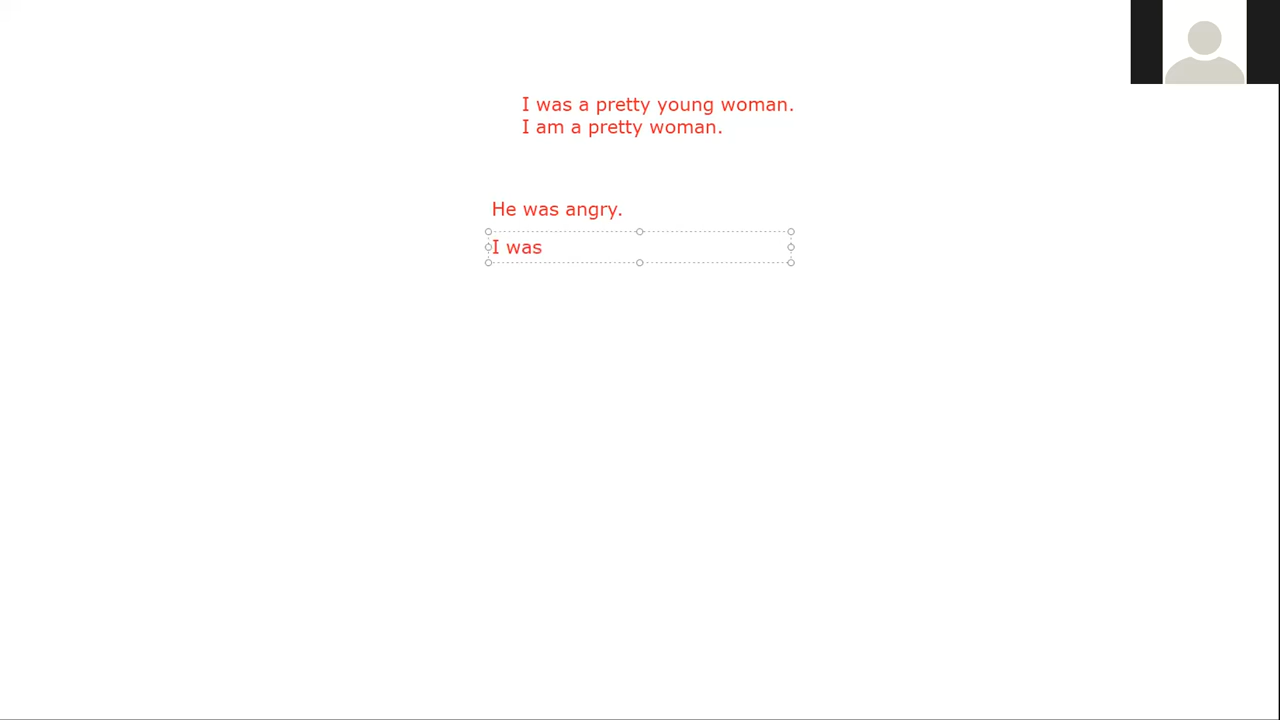 I was a pretty young woman.
I am a pretty woman.
He was angry.
I was